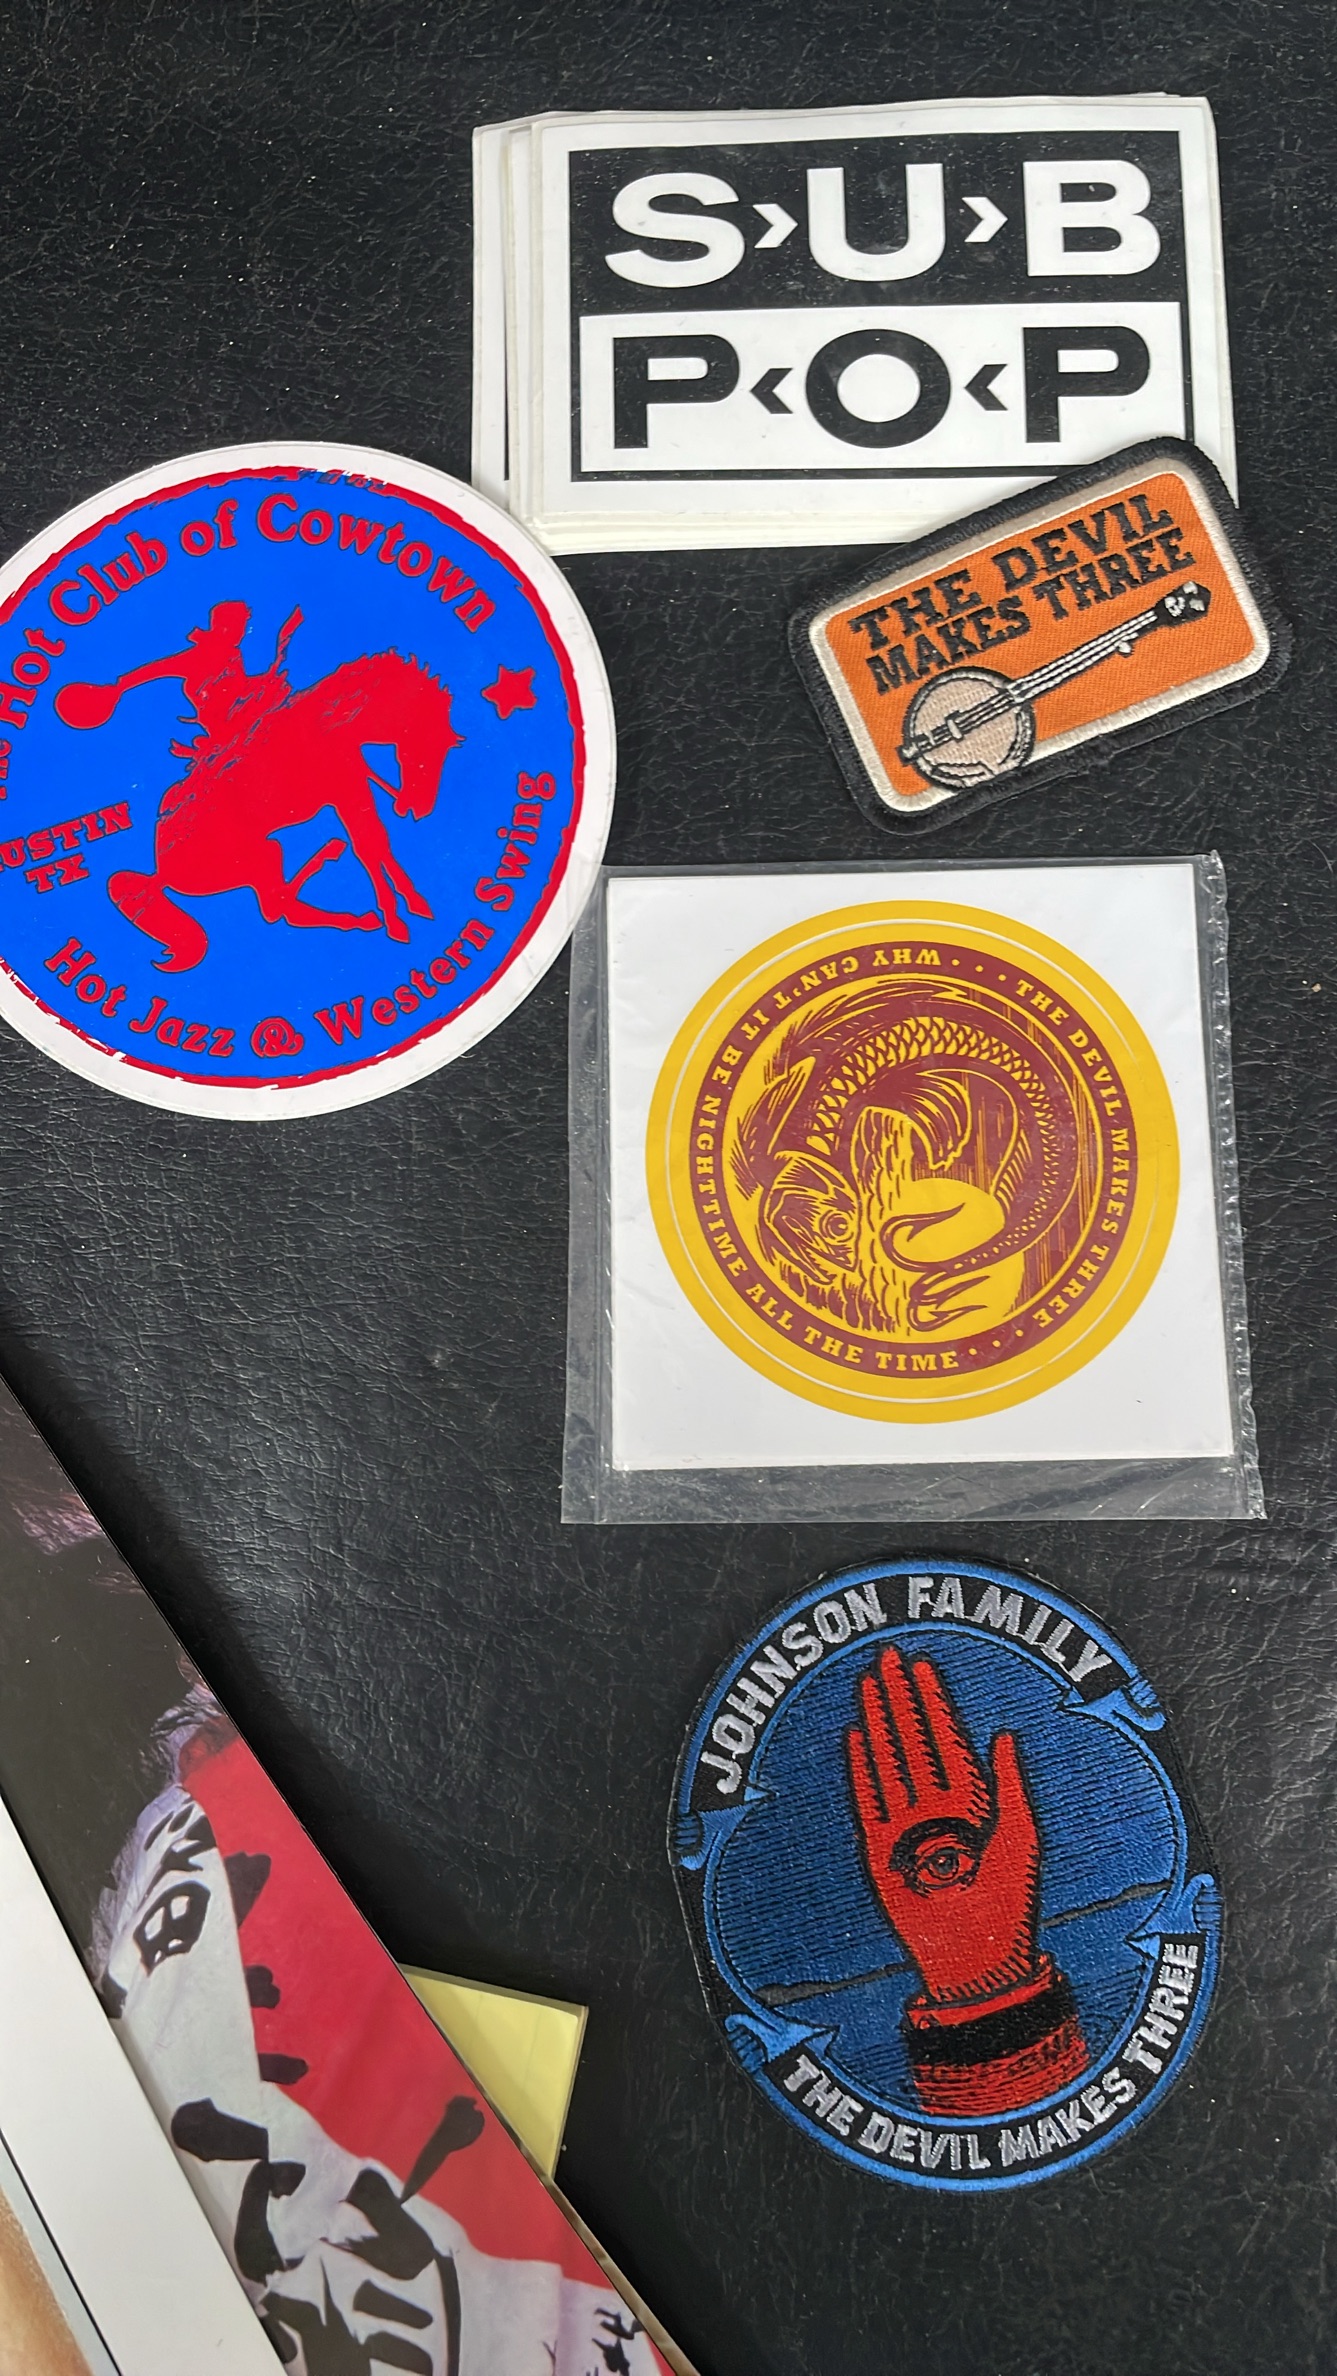 S›U›B
P‹O‹P
The Hot Club of Cowtown
AUSTIN
TX
Hot Jazz & Western Swing
THE DEVIL
MAKES THREE
WHY CAN'T IT BE NIGHTTIME ALL THE TIME · · · THE DEVIL MAKES THREE · · ·
JOHNSON FAMILY
THE DEVIL MAKES THREE